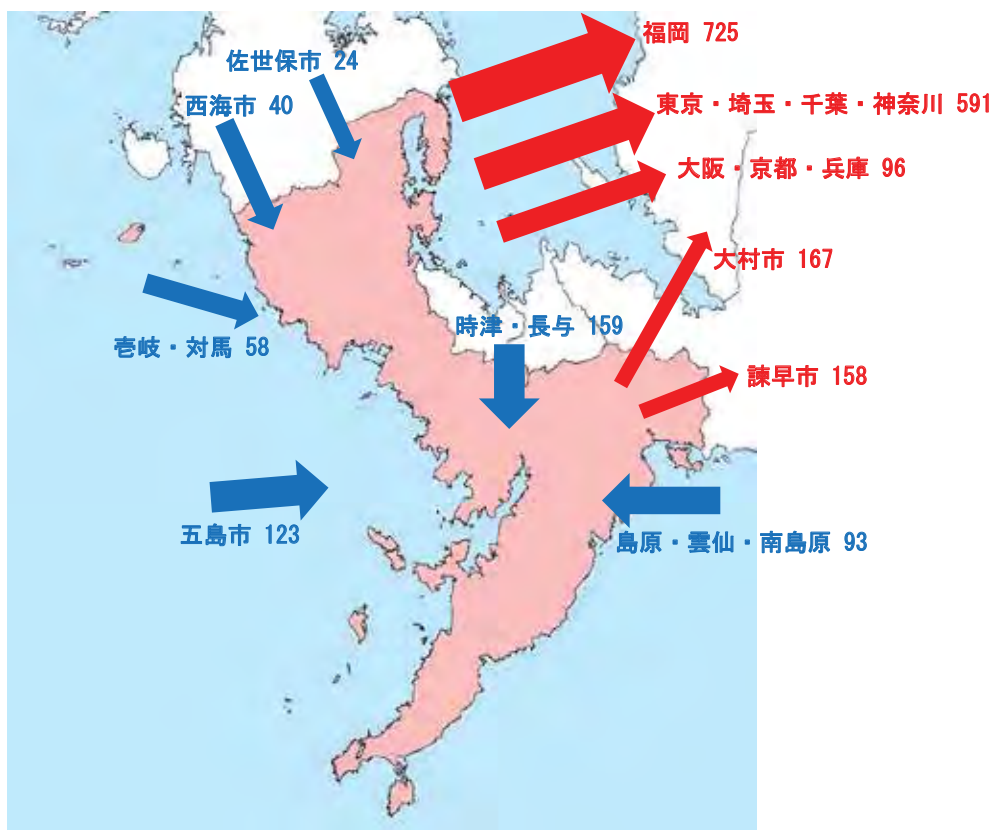 福岡 725
佐世保市 24
西海市 40
東京・埼玉・千葉・神奈川 591
大阪・京都・兵庫 96
大村市 167
時津・長与 159
壱岐・対馬 58
諫早市 158
五島市 123
島原・雲仙・南島原 93